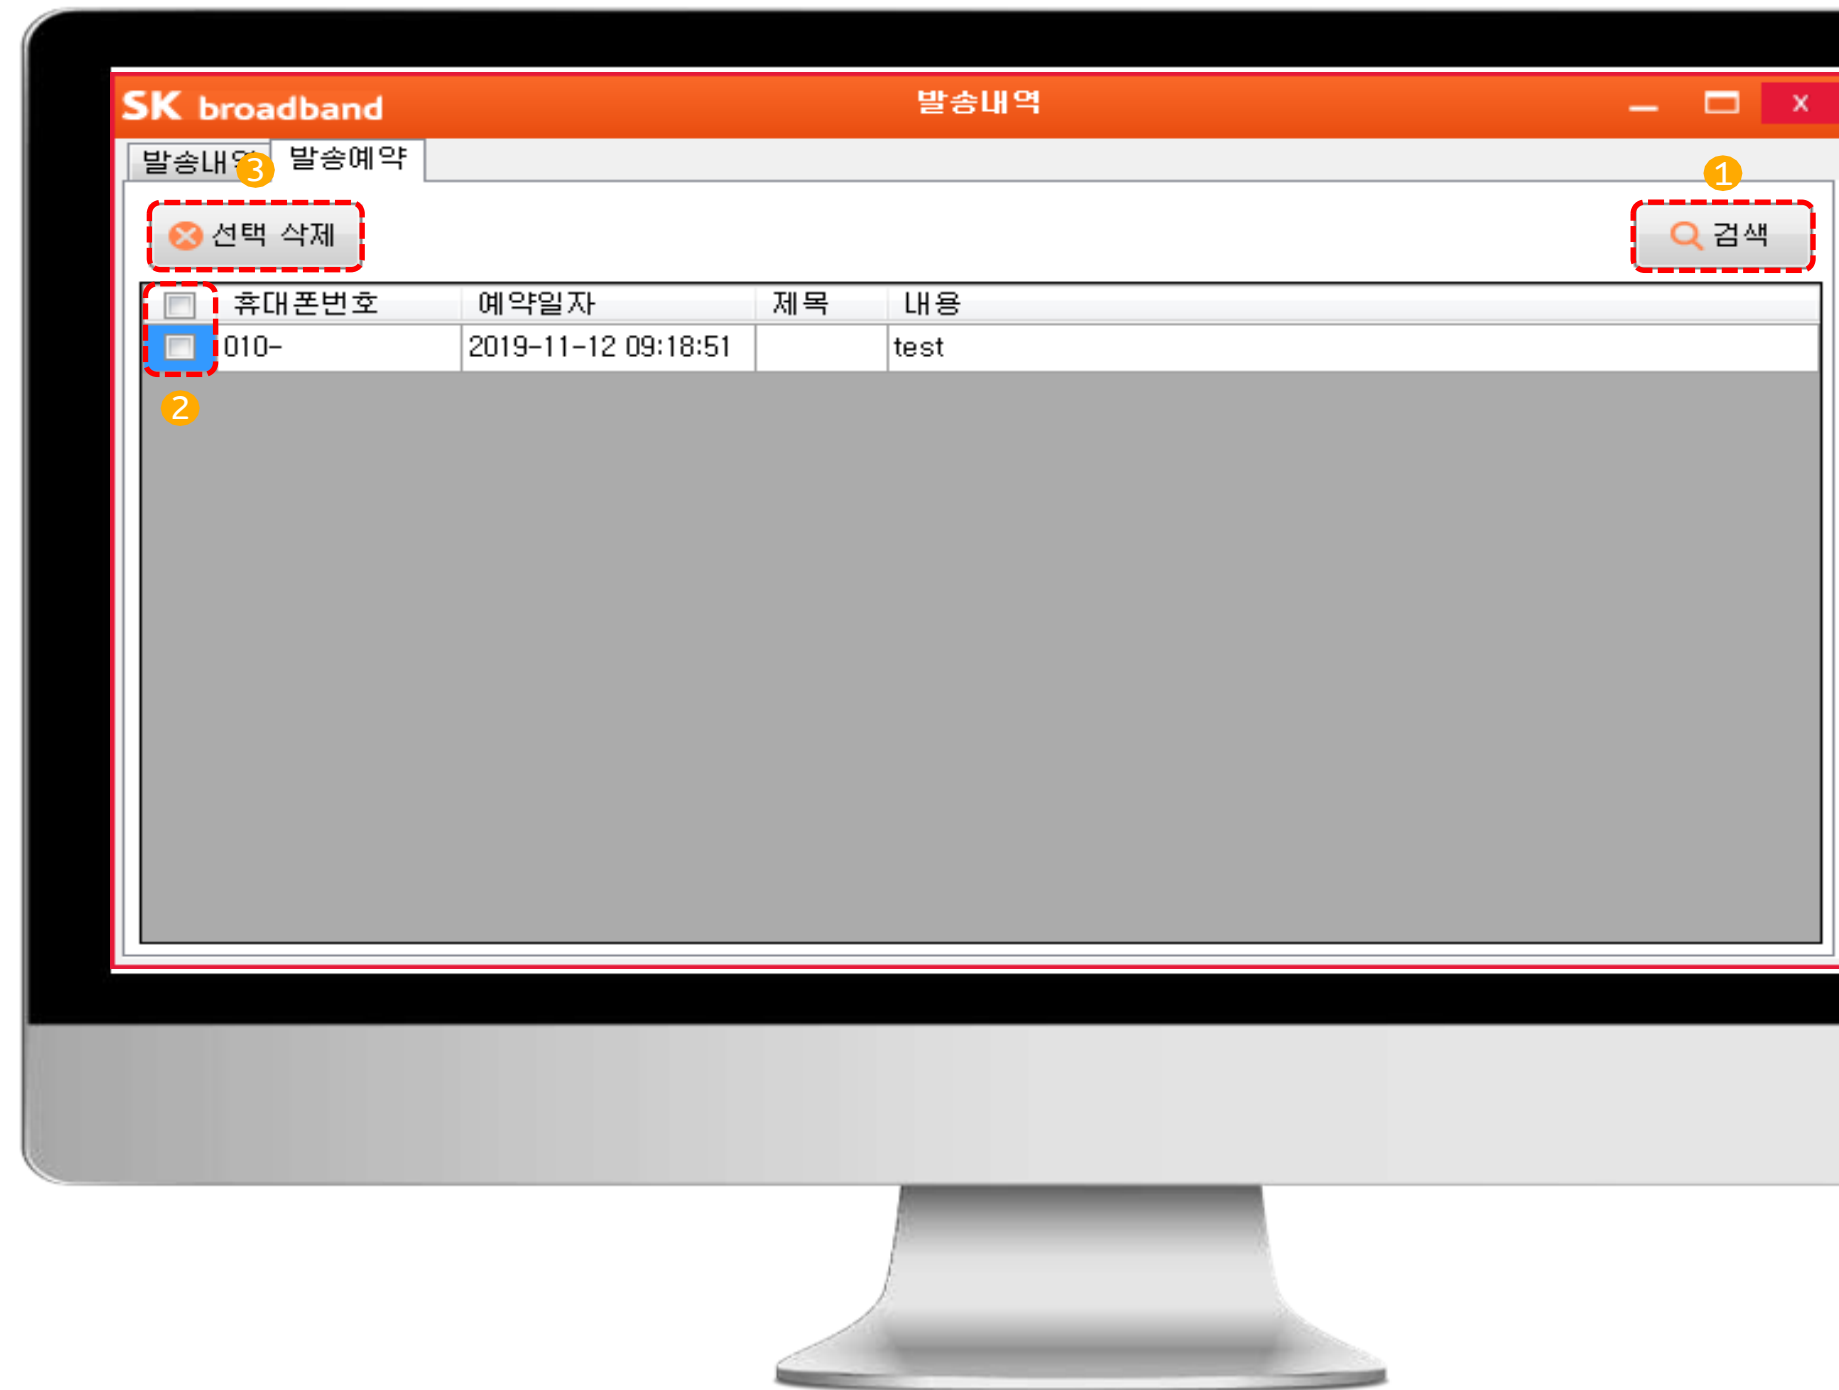 SK broadband
발송내역
x
발송내역 발송예약
3
1
선택 삭제
검색
휴대폰번호 예약일자 제목 내용
010- 2019-11-12 09:18:51 test
2